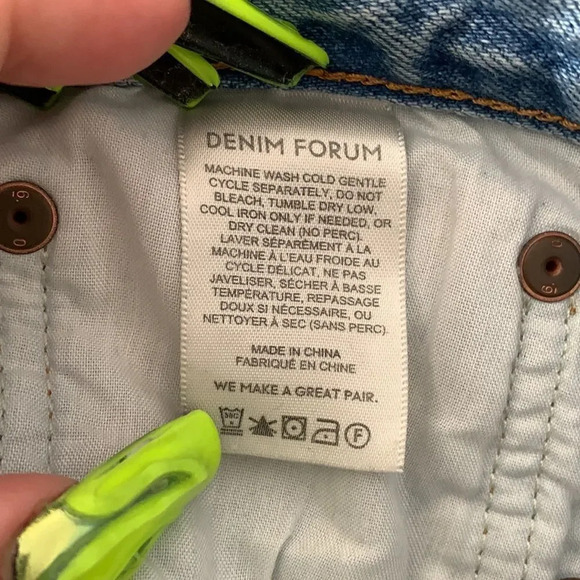 DENIM FORUM
MACHINE WASH COLD GENTLE
CYCLE SEPARATELY, DO NOT
BLEACH, TUMBLE DRY LOW.
COOL IRON ONLY IF NEEDED, OR
DRY CLEAN (NO PERC).
LAVER SÉPARÉMENT À LA
MACHINE À L'EAU FROIDE AU
CYCLE DÉLICAT, NE PAS
JAVELISER, SÉCHER À BASSE
TEMPÉRATURE, REPASSAGE
DOUX SI NÉCESSAIRE, OU
NETTOYER À SEC (SANS PERC).
MADE IN CHINA
FABRIQUÉ EN CHINE
WE MAKE A GREAT PAIR.
30C
F